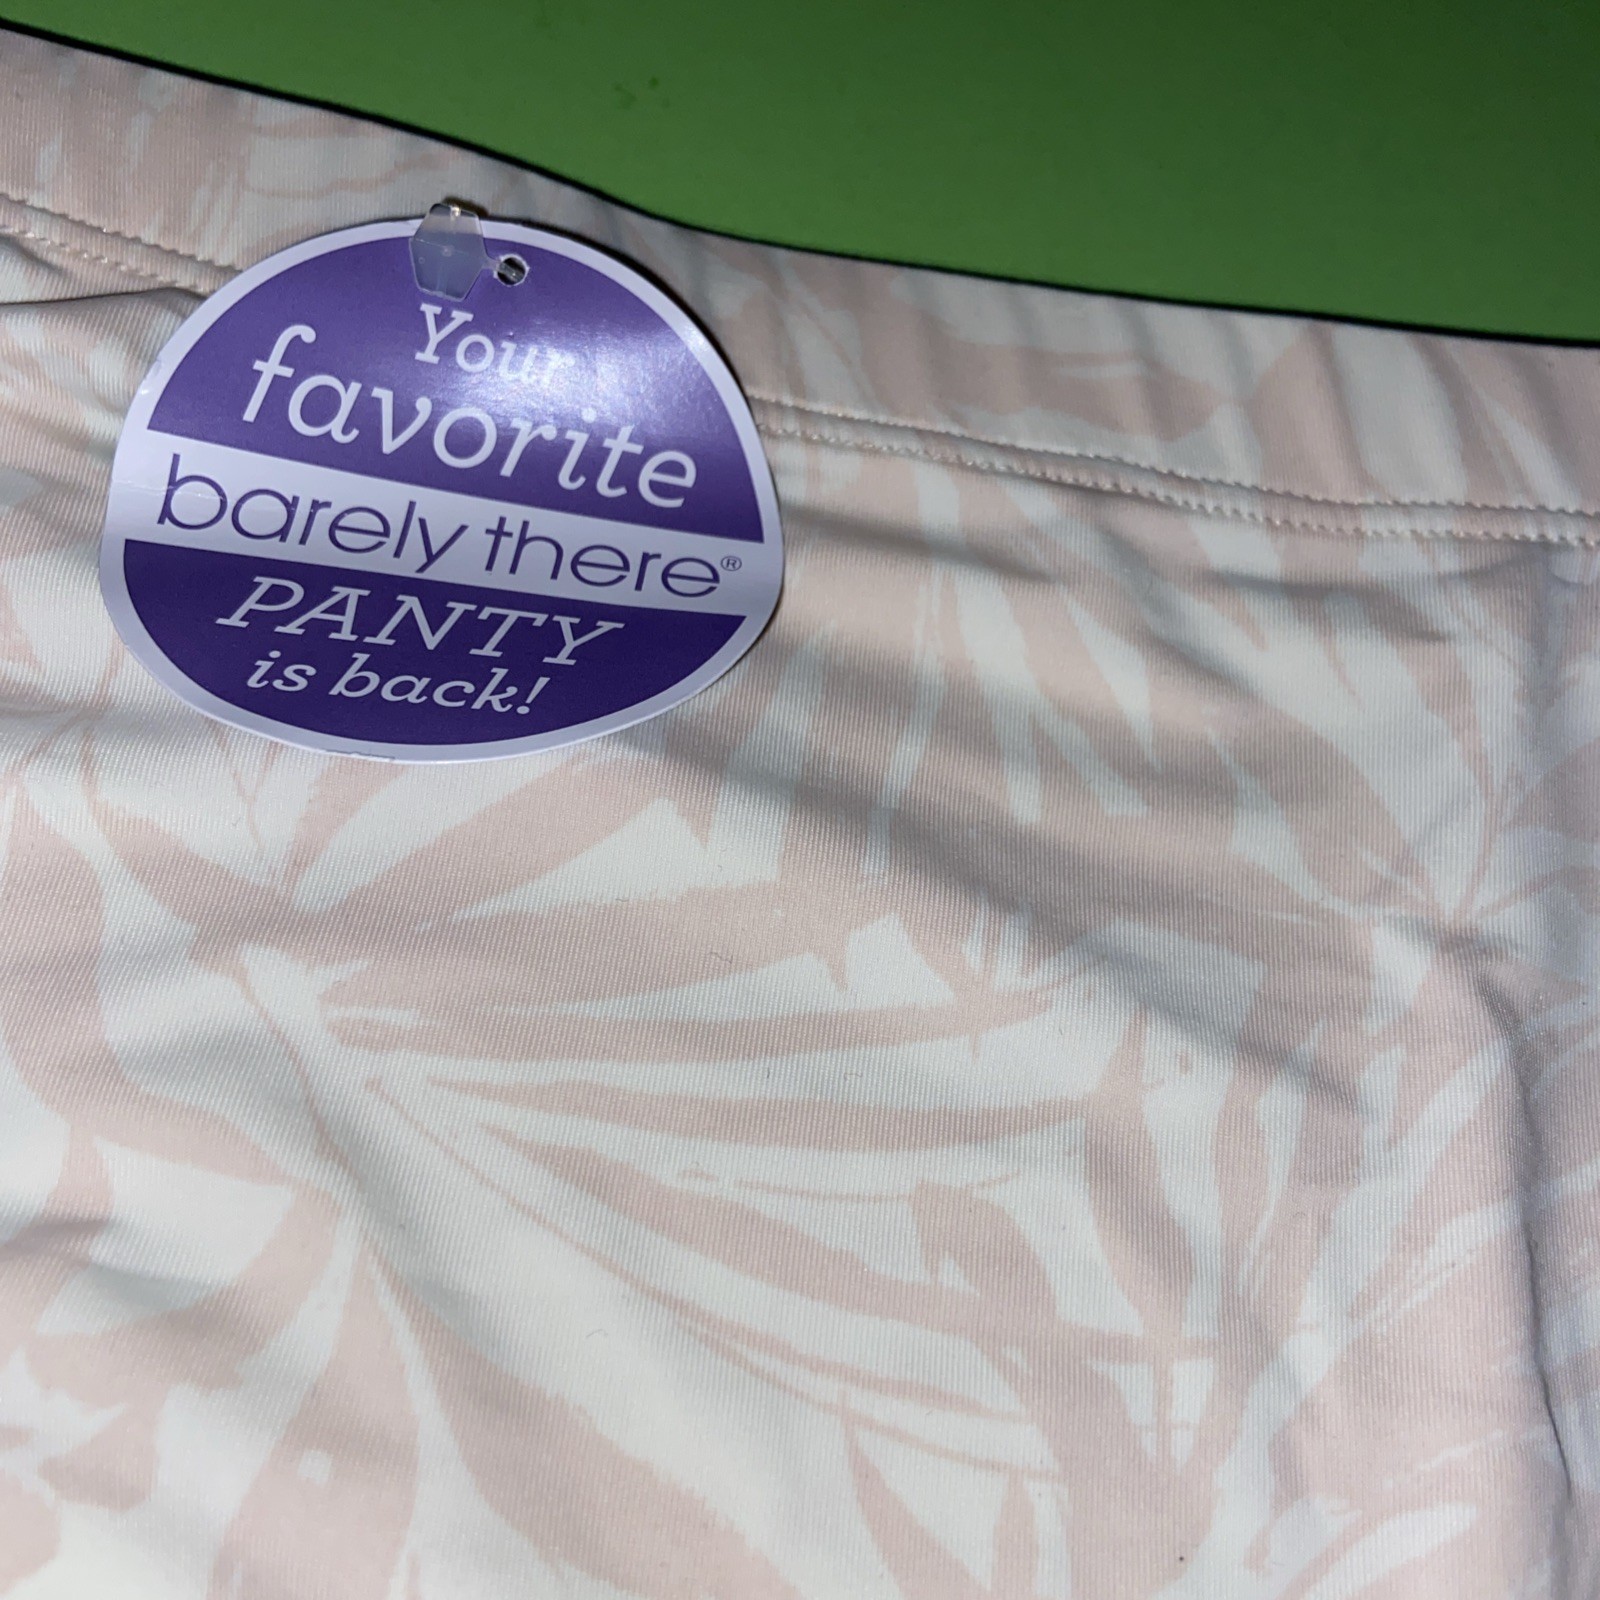 Your
favorite
barely there®
PANTY
is back!